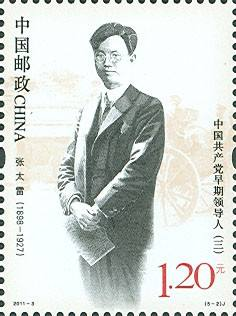 中国邮政 CHINA
张太雷 (1898-1927)
中国共产党早期领导人(三)
1.20元
2011-3
(5-2)J